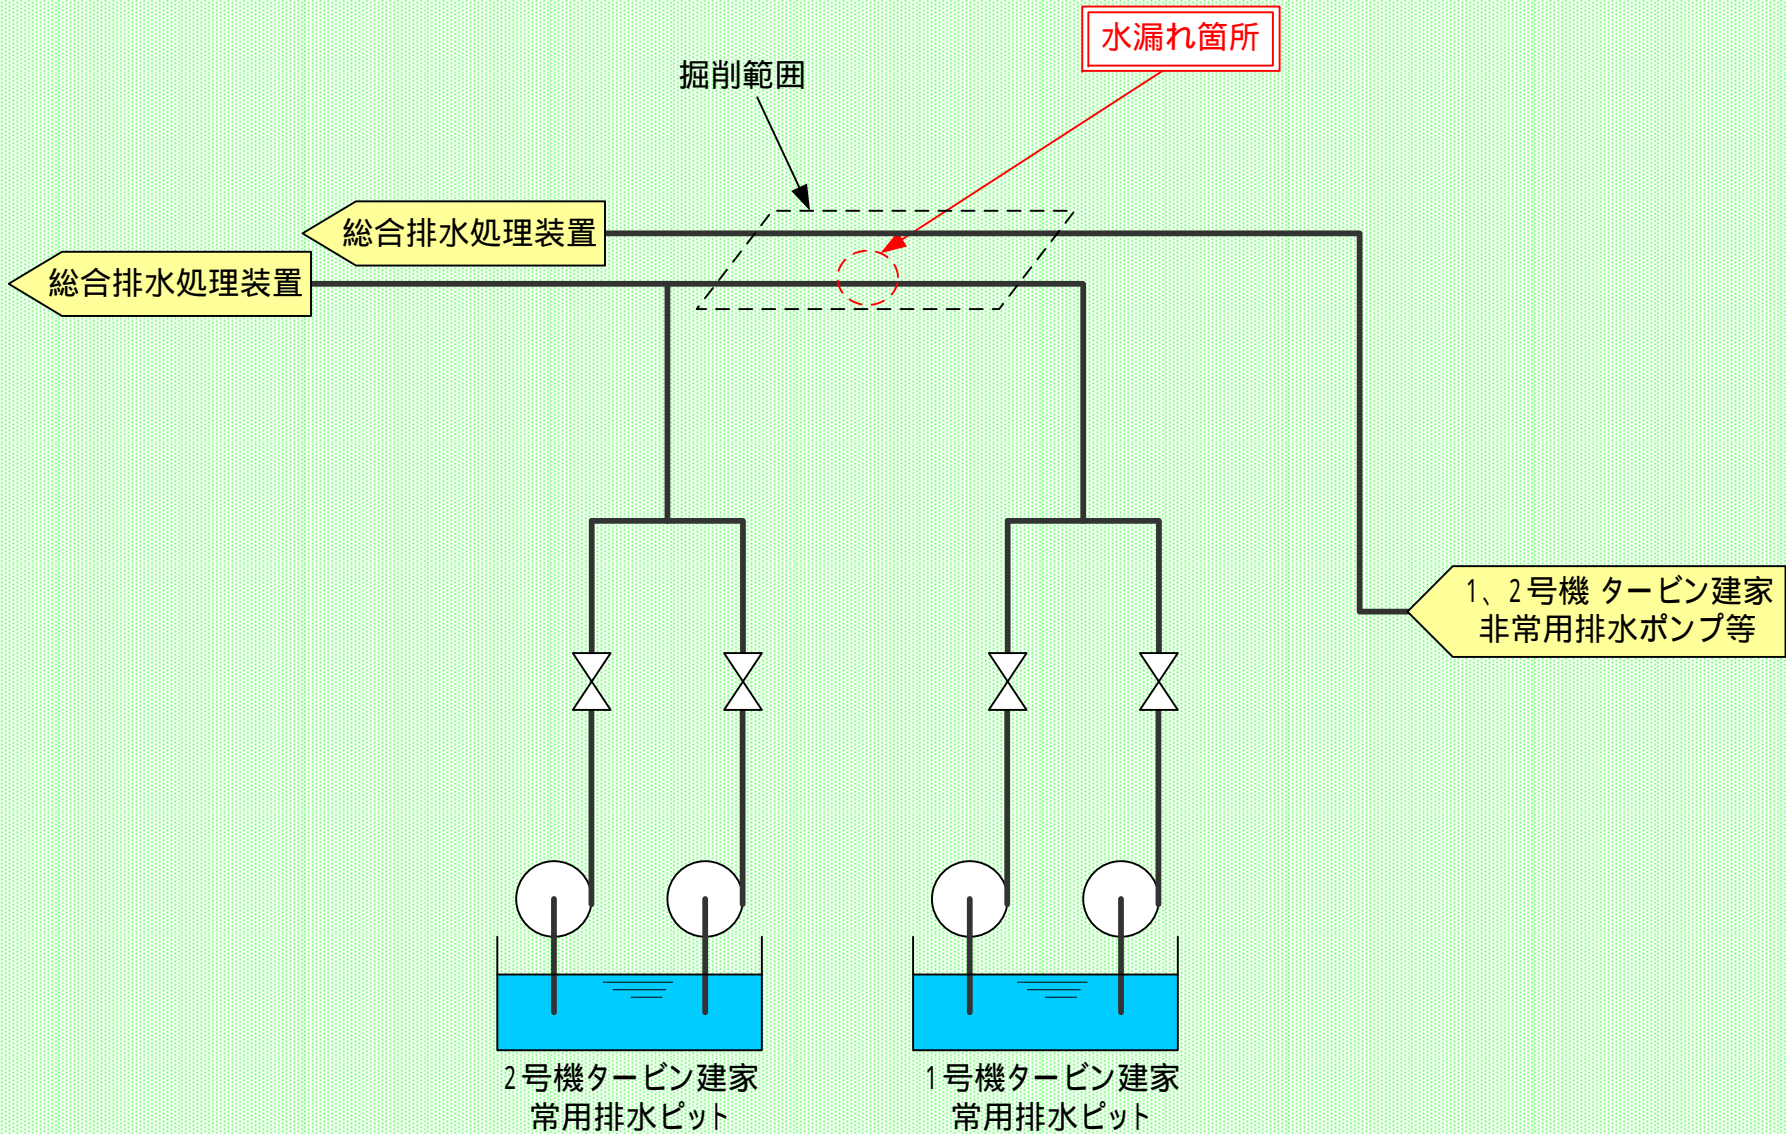 水漏れ箇所
掘削範囲
総合排水処理装置
総合排水処理装置
1、2号機 タービン建家
非常用排水ポンプ等
2号機タービン建家
常用排水ピット
1号機タービン建家
常用排水ピット